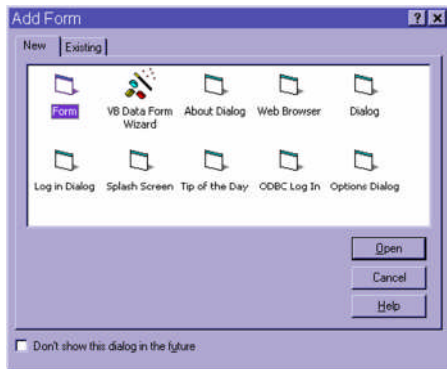 Add Form
New Existing
Form VB Data Form Wizard About Dialog Web Browser Dialog
Log in Dialog Splash Screen Tip of the Day ODBC Log In Options Dialog
Open
Cancel
Help
Don't show this dialog in the future